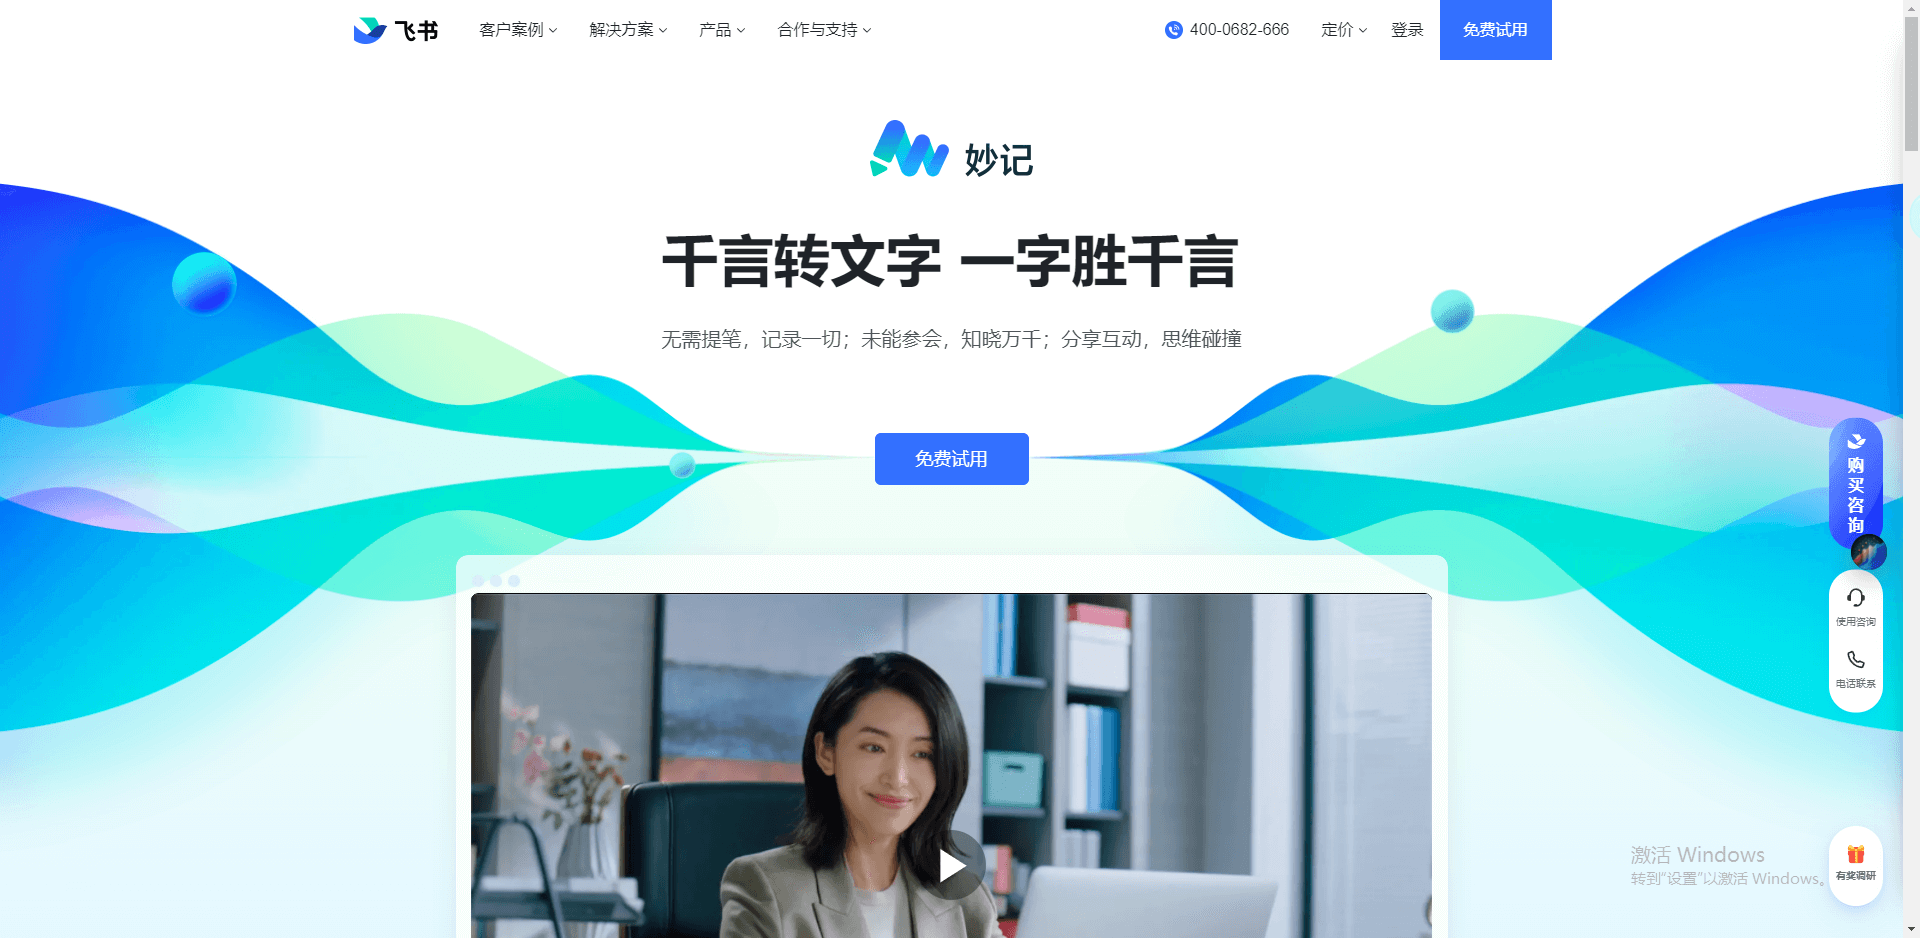 飞书
客户案例
解决方案
产品
合作与支持
400-0682-666
定价
登录
免费试用
妙记
千言转文字 一字胜千言
无需提笔，记录一切；未能参会，知晓万千；分享互动，思维碰撞
免费试用
购买咨询
使用咨询
电话联系
激活 Windows
转到“设置”以激活 Windows。
有奖调研